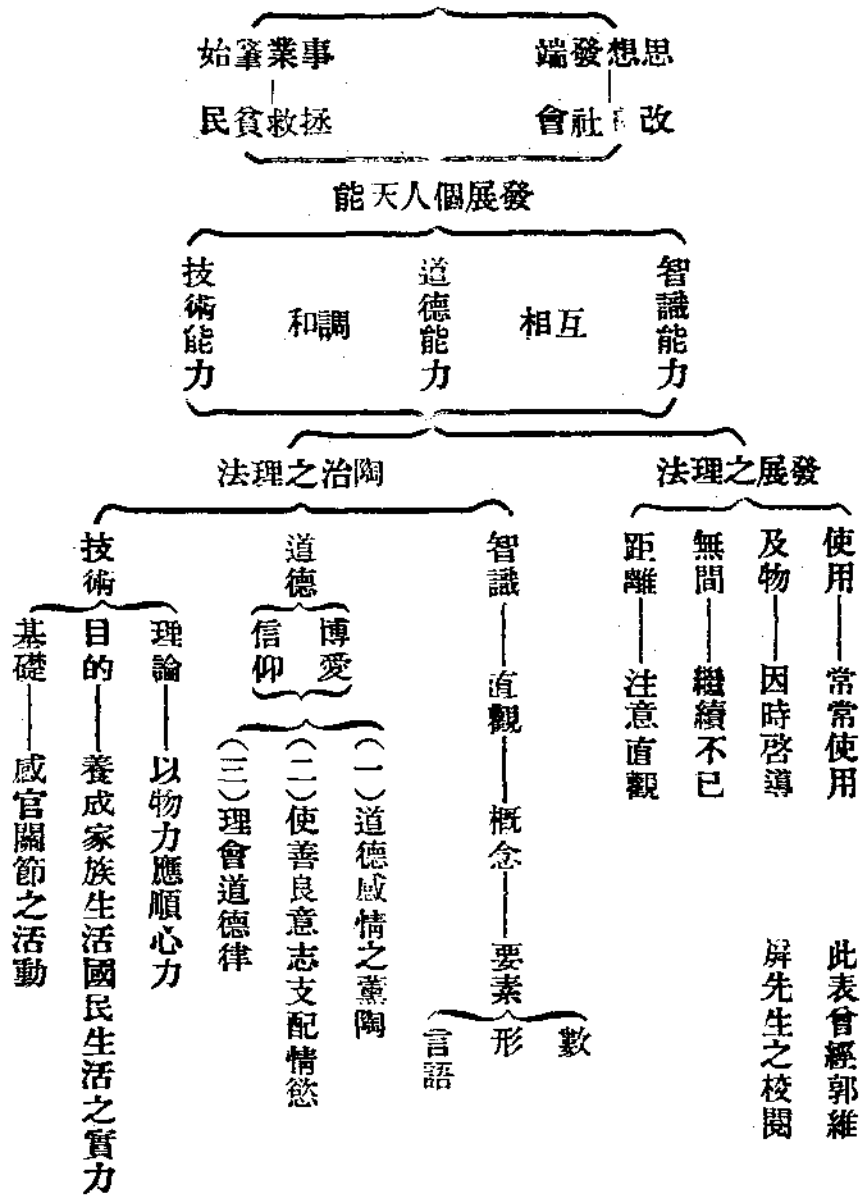 思想發端
事業肇始
改 社會
拯救貧民
發展個人天能
智識能力
互相
道德能力
調和
技術能力
發展之理法
使用
常常使用
及物
因時啓導
無間
繼續不已
距離
注意直觀
陶冶之理法
智識
直觀
概念
要素
數
形
言語
道德
博愛
信仰
(一)道德感情之薰陶
(二)使善良意志支配情慾
(三)理會道德律
技術
理論
以物力應順心力
目的
養成家族生活國民生活之實力
基礎
感官關節之活動
此表曾經郭維
屏先生之校閱